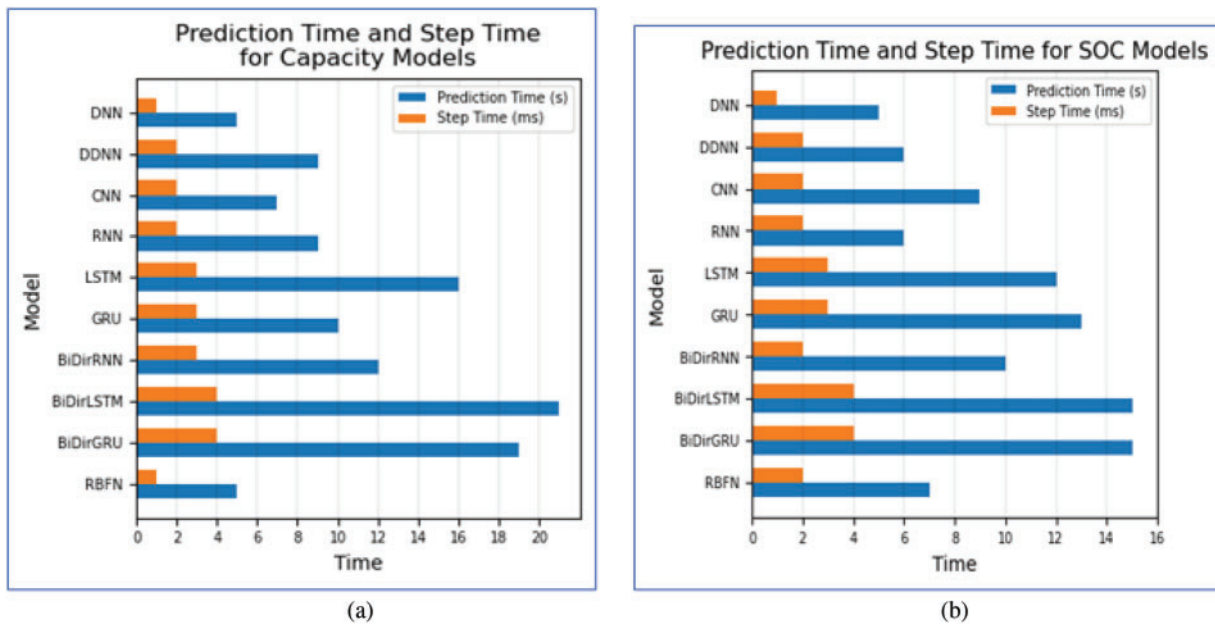 Prediction Time and Step Time
for Capacity Models
Prediction Time (s)
Step Time (ms)
Model
DNN
DDNN
CNN
RNN
LSTM
GRU
BiDirRNN
BiDirLSTM
BiDirGRU
RBFN
0 2 4 6 8 10 12 14 16 18 20
Time
(a)
Prediction Time and Step Time for SOC Models
Prediction Time (s)
Step Time (ms)
Model
DNN
DDNN
CNN
RNN
LSTM
GRU
BiDirRNN
BiDirLSTM
BiDirGRU
RBFN
0 2 4 6 8 10 12 14 16
Time
(b)